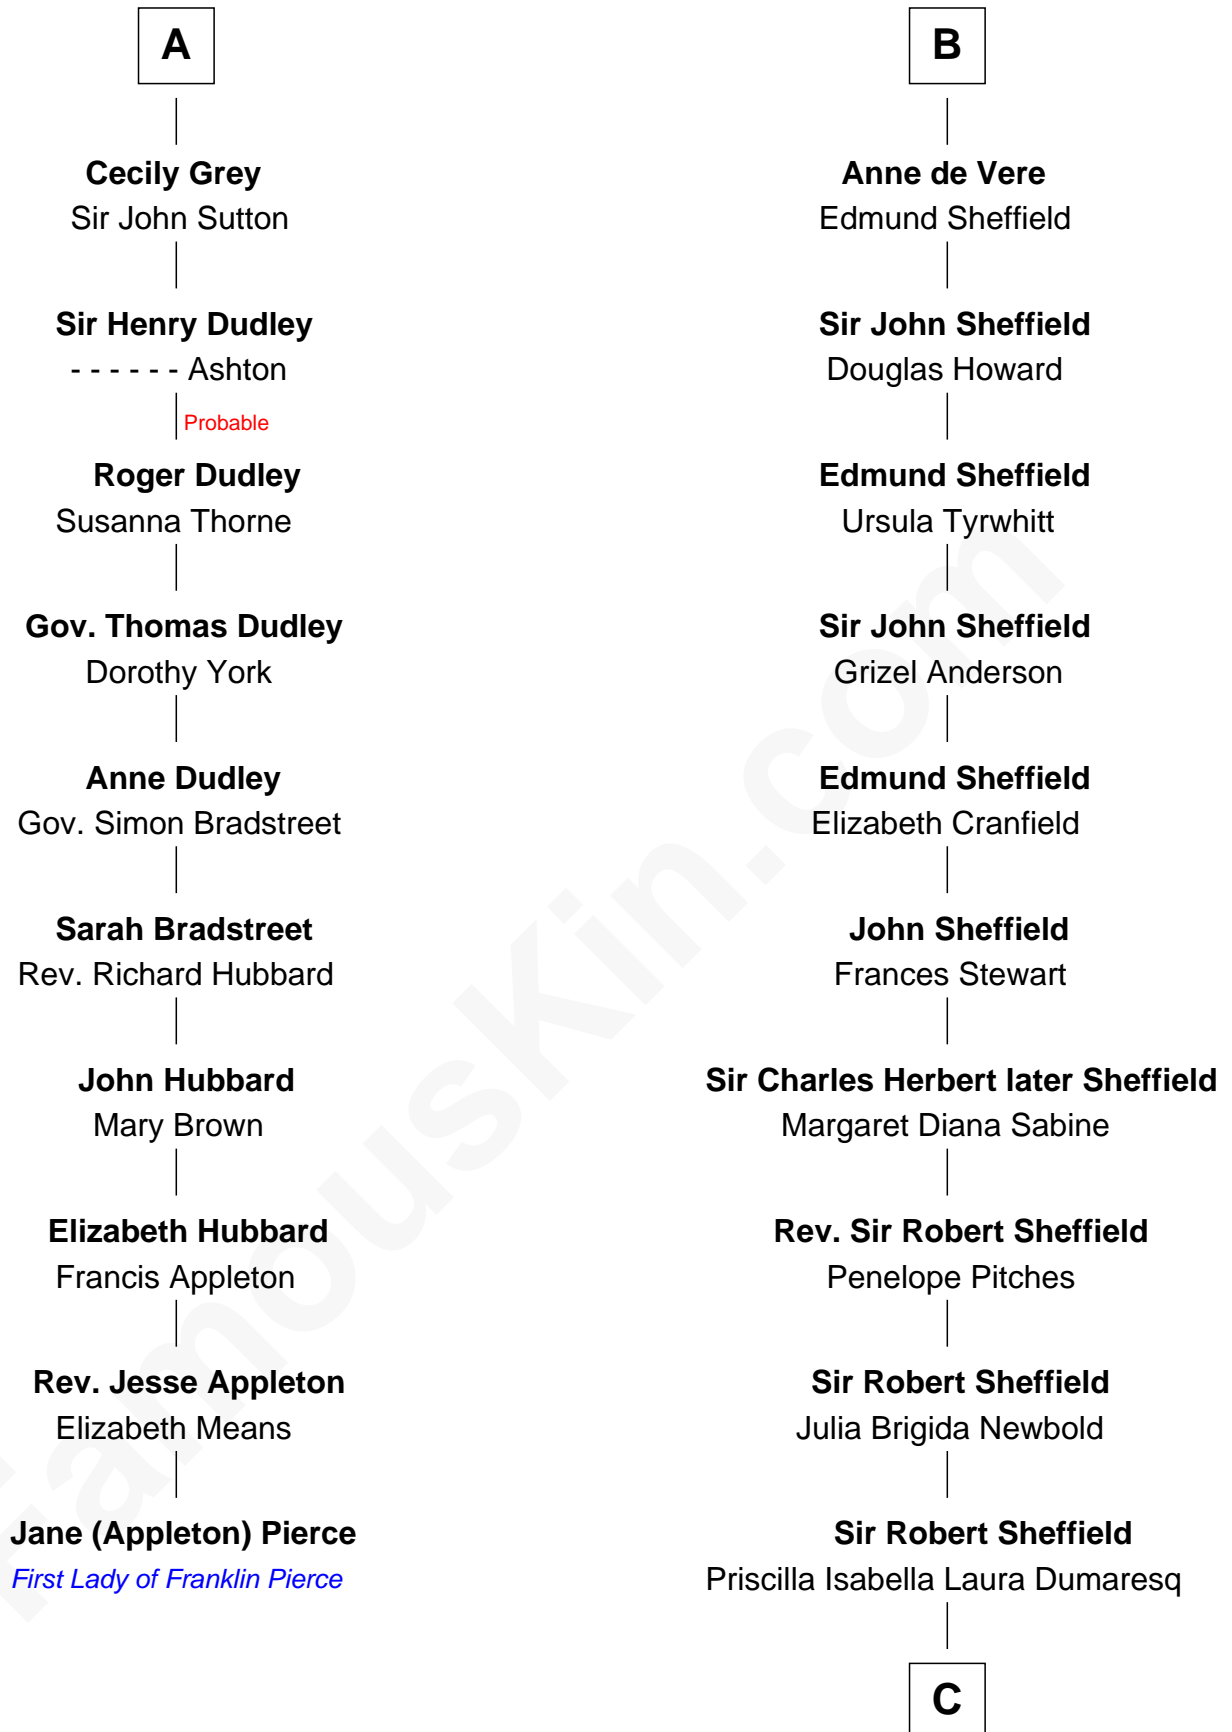 A
Cecily Grey
Sir John Sutton
Sir Henry Dudley
- - - - - - Ashton
Probable
Roger Dudley
Susanna Thorne
Gov. Thomas Dudley
Dorothy York
Anne Dudley
Gov. Simon Bradstreet
Sarah Bradstreet
Rev. Richard Hubbard
John Hubbard
Mary Brown
Elizabeth Hubbard
Francis Appleton
Rev. Jesse Appleton
Elizabeth Means
Jane (Appleton) Pierce
First Lady of Franklin Pierce
B
Anne de Vere
Edmund Sheffield
Sir John Sheffield
Douglas Howard
Edmund Sheffield
Ursula Tyrwhitt
Sir John Sheffield
Grizel Anderson
Edmund Sheffield
Elizabeth Cranfield
John Sheffield
Frances Stewart
Sir Charles Herbert later Sheffield
Margaret Diana Sabine
Rev. Sir Robert Sheffield
Penelope Pitches
Sir Robert Sheffield
Julia Brigida Newbold
Sir Robert Sheffield
Priscilla Isabella Laura Dumaresq
C
FamousKin.com